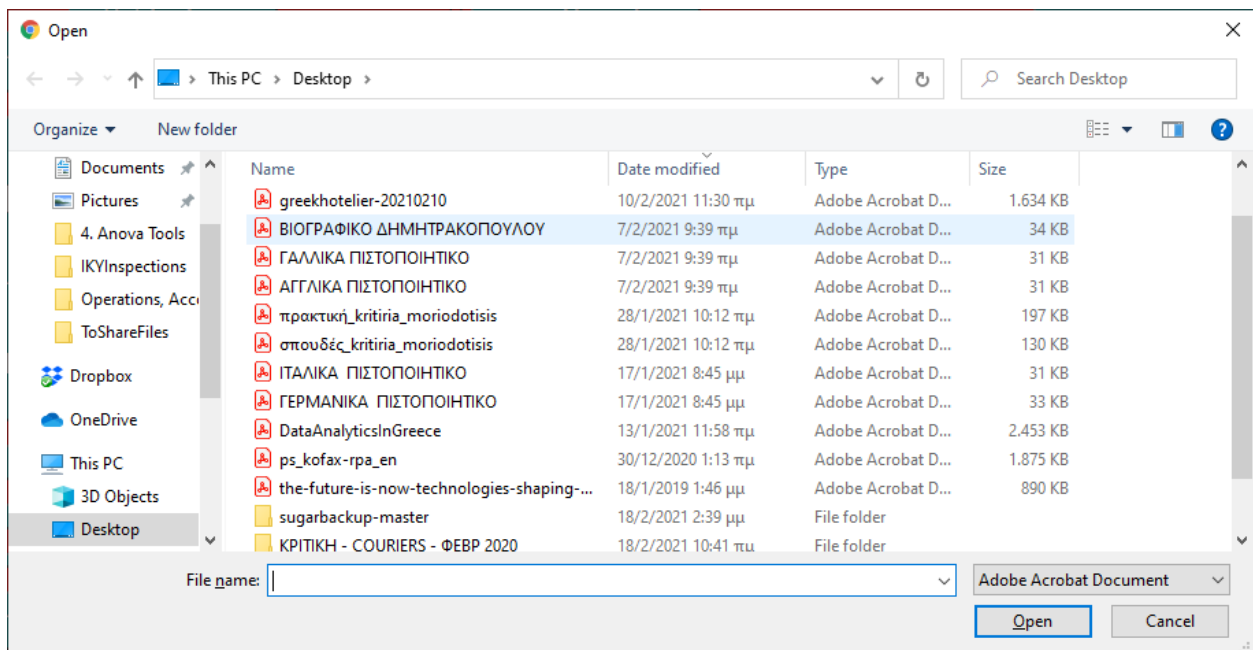 Open
This PC > Desktop >
Search Desktop
Organize
New folder
Documents
Pictures
4. Anova Tools
IKYInspections
Operations, Acc
ToShareFiles
Dropbox
OneDrive
This PC
3D Objects
Desktop
Name Date modified Type Size
greekhotelier-20210210 10/2/2021 11:30 πμ Adobe Acrobat D... 1.634 KB
ΒΙΟΓΡΑΦΙΚΟ ΔΗΜΗΤΡΑΚΟΠΟΥΛΟΥ 7/2/2021 9:39 πμ Adobe Acrobat D... 34 KB
ΓΑΛΛΙΚΑ ΠΙΣΤΟΠΟΙΗΤΙΚΟ 7/2/2021 9:39 πμ Adobe Acrobat D... 31 KB
ΑΓΓΛΙΚΑ ΠΙΣΤΟΠΟΙΗΤΙΚΟ 7/2/2021 9:39 πμ Adobe Acrobat D... 31 KB
πρακτική_kritiria_moriodotisis 28/1/2021 10:12 πμ Adobe Acrobat D... 197 KB
σπουδές_kritiria_moriodotisis 28/1/2021 10:12 πμ Adobe Acrobat D... 130 KB
ΙΤΑΛΙΚΑ ΠΙΣΤΟΠΟΙΗΤΙΚΟ 17/1/2021 8:45 μμ Adobe Acrobat D... 31 KB
ΓΕΡΜΑΝΙΚΑ ΠΙΣΤΟΠΟΙΗΤΙΚΟ 17/1/2021 8:45 μμ Adobe Acrobat D... 33 KB
DataAnalyticsInGreece 13/1/2021 11:58 πμ Adobe Acrobat D... 2.453 KB
ps_kofax-rpa_en 30/12/2020 1:13 πμ Adobe Acrobat D... 1.875 KB
the-future-is-now-technologies-shaping-... 18/1/2019 1:46 μμ Adobe Acrobat D... 890 KB
sugarbackup-master 18/2/2021 2:39 μμ File folder
ΚΡΙΤΙΚΗ - COURIERS - ΦΕΒΡ 2020 18/2/2021 10:41 πμ File folder
File name:
Adobe Acrobat Document
Open
Cancel